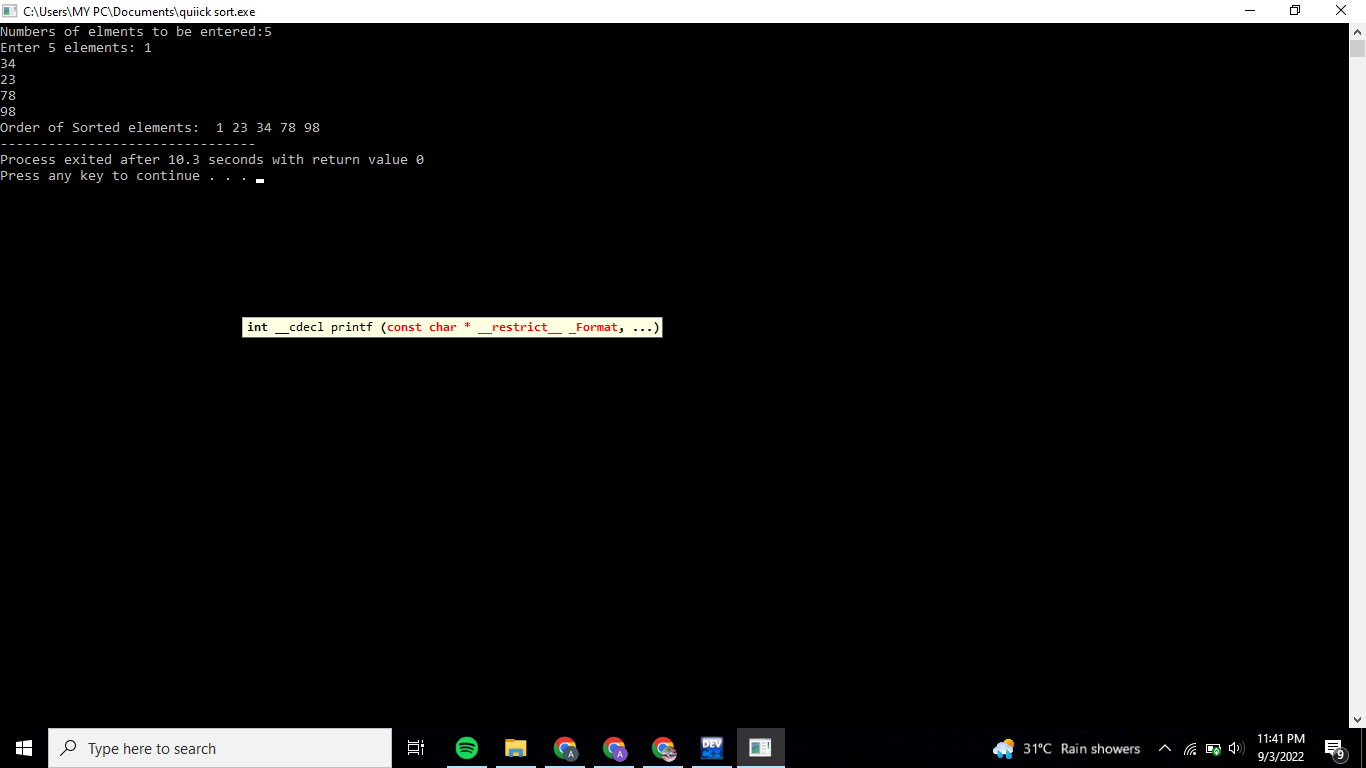 C:\Users\MY PC\Documents\quiick sort.exe
Numbers of elments to be entered:5
Enter 5 elements: 1
34
23
78
98
Order of Sorted elements:  1 23 34 78 98
--------------------------------
Process exited after 10.3 seconds with return value 0
Press any key to continue . . .
int __cdecl printf (const char * __restrict__ _Format, ...)
Type here to search
A
A
DEV
31°C Rain showers
11:41 PM
9/3/2022
9